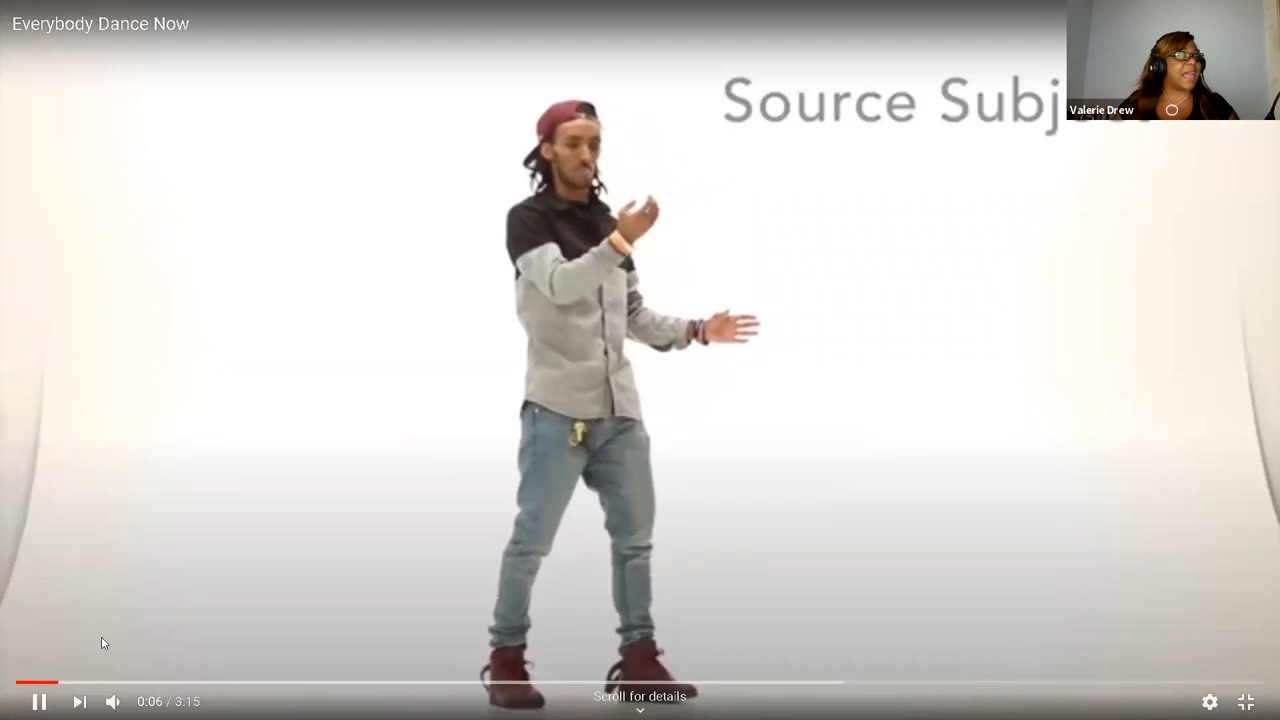 Everybody Dance Now
Source Subj
Valerie Drew
Scroll for details
0:06 / 3:15